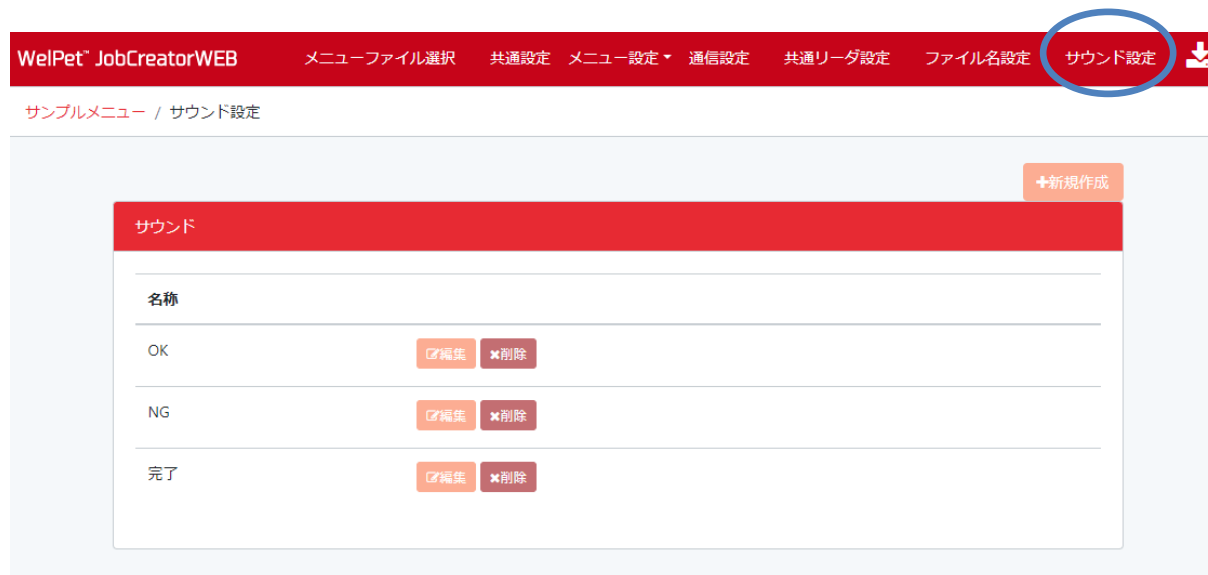 WelPet™ JobCreatorWEB メニューファイル選択 共通設定 メニュー設定 通信設定 共通リーダ設定 ファイル名設定 サウンド設定
サンプルメニュー / サウンド設定
+新規作成
サウンド
名称
OK 編集 ×削除
NG 編集 ×削除
完了 編集 ×削除